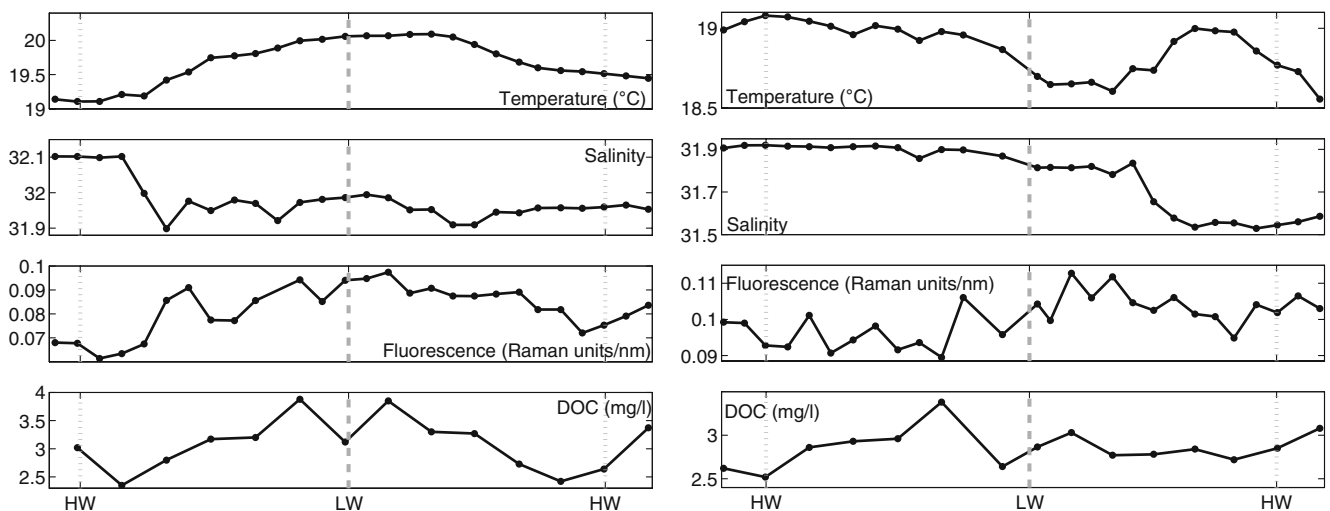 20
19.5
19
Temperature (°C)
32.1
32
31.9
Salinity
0.1
0.09
0.08
0.07
Fluorescence (Raman units/nm)
4
3.5
3
2.5
DOC (mg/l)
HW LW HW
19
18.5
Temperature (°C)
31.9
31.7
31.5
Salinity
0.11
0.1
0.09
Fluorescence (Raman units/nm)
3
2.5
DOC (mg/l)
HW LW HW